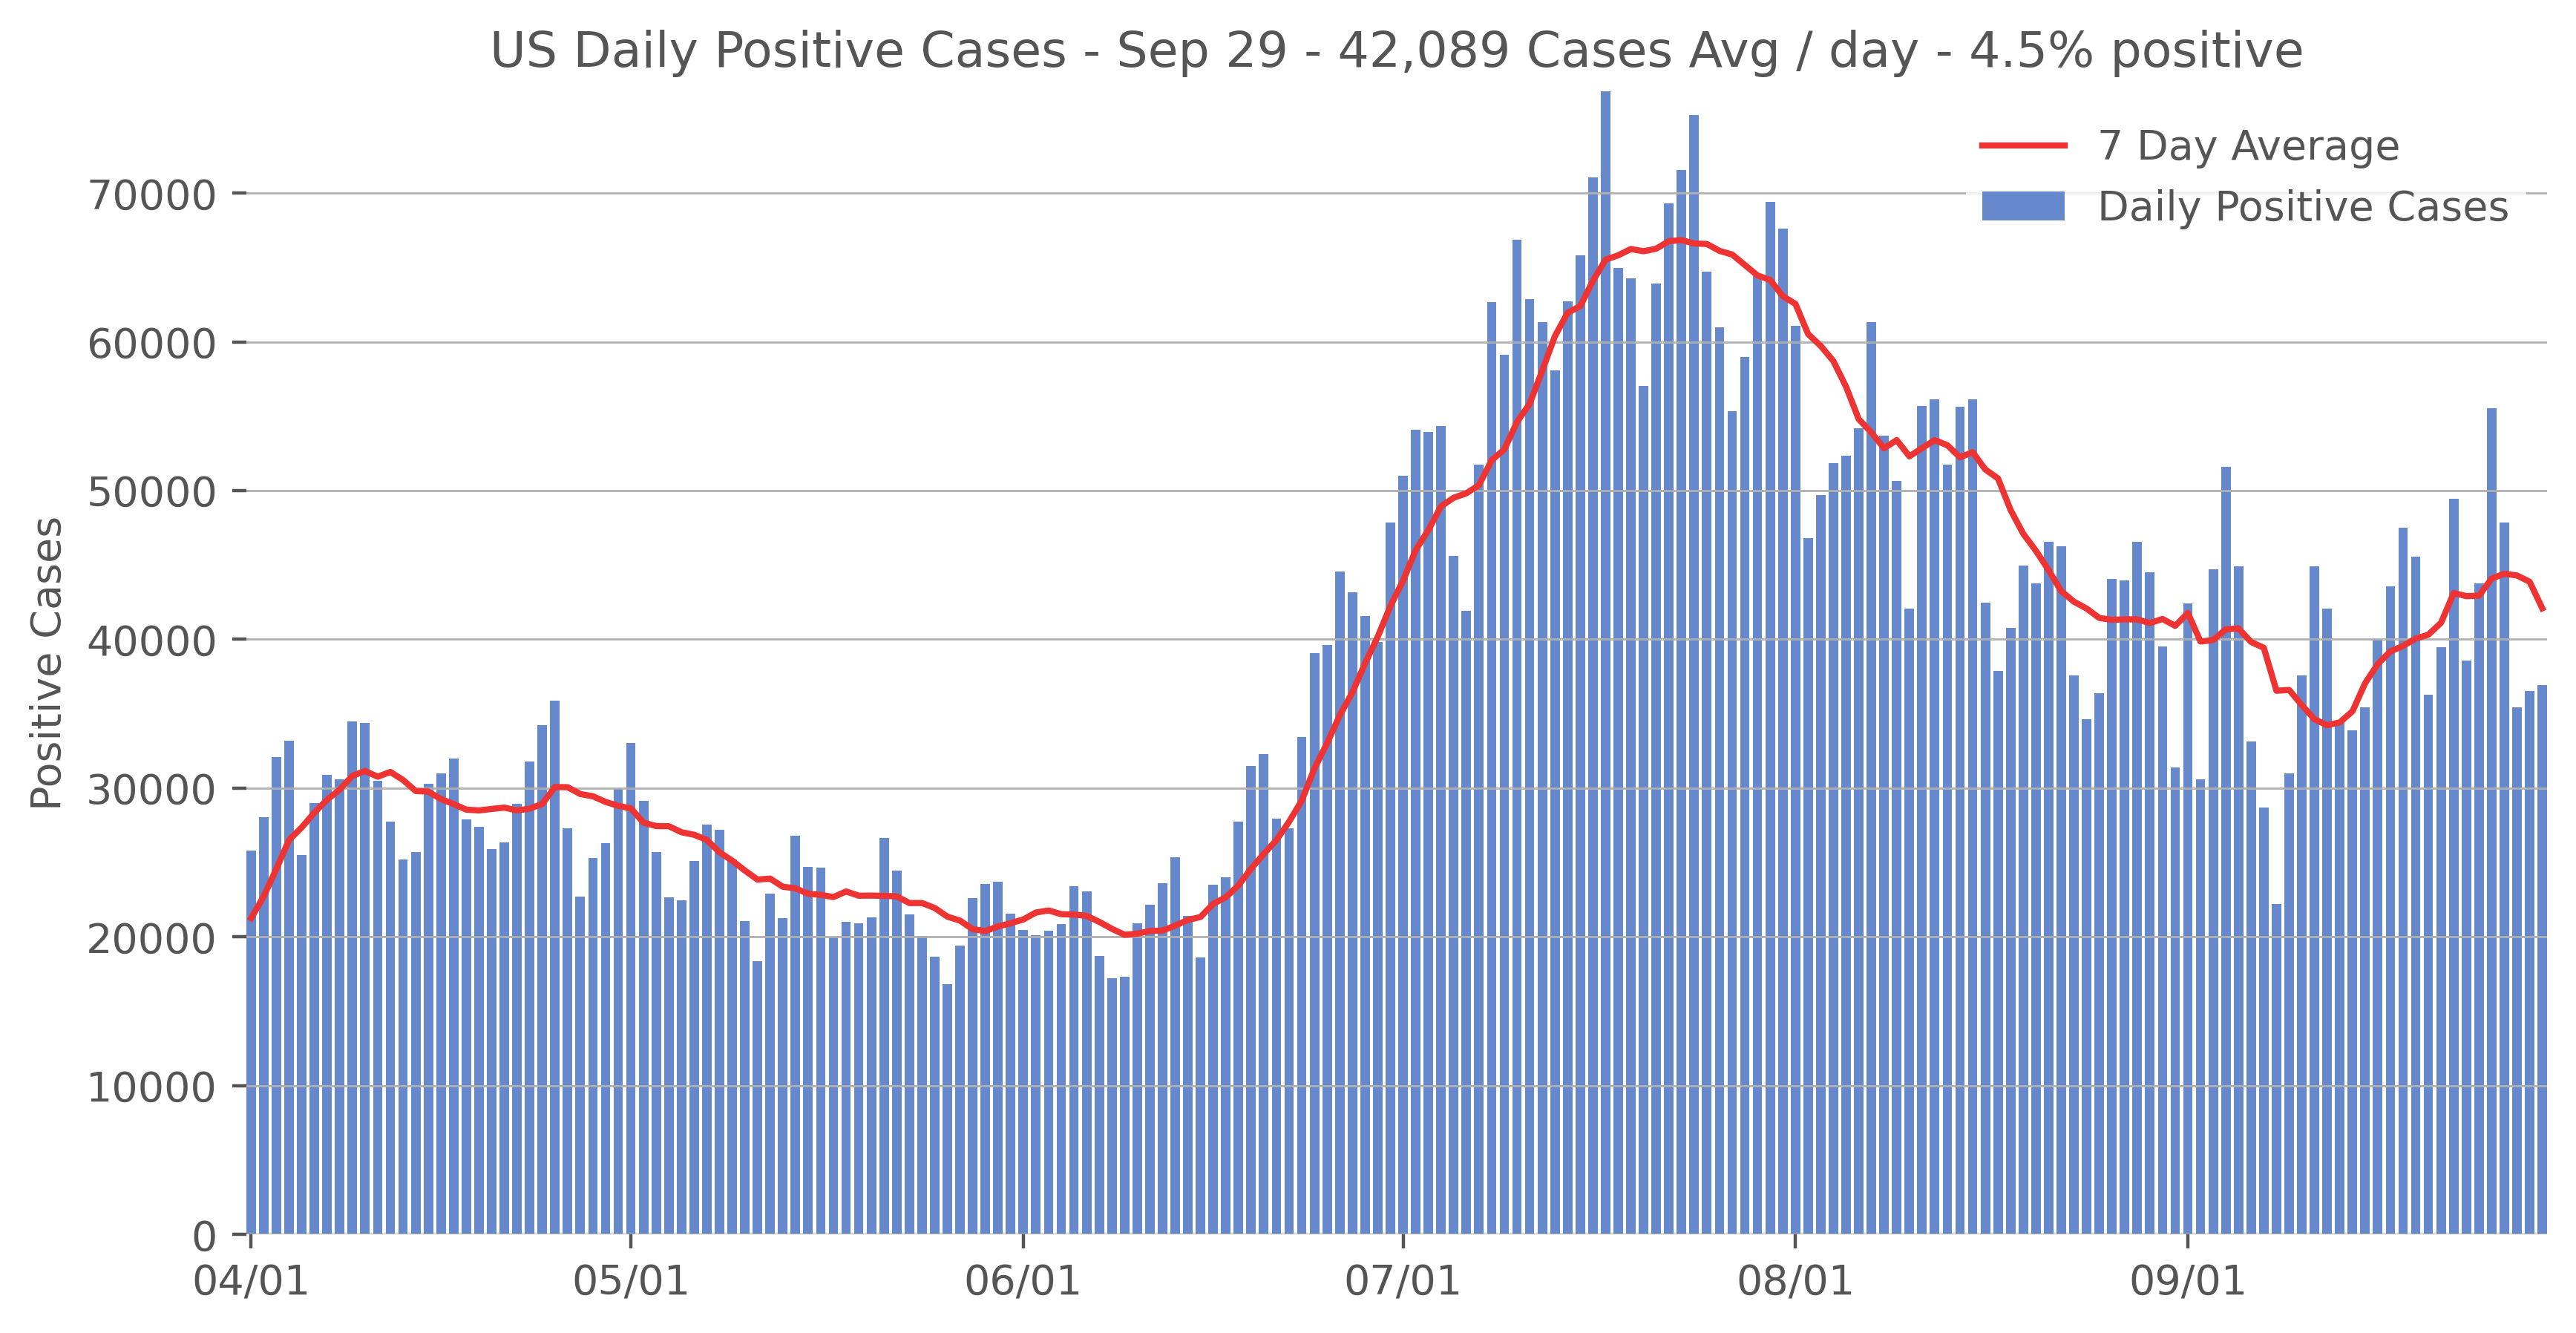 US Daily Positive Cases - Sep 29 - 42,089 Cases Avg / day - 4.5% positive
7 Day Average
Daily Positive Cases
70000
60000
50000
40000
30000
20000
10000
0
Positive Cases
04/01 05/01 06/01 07/01 08/01 09/01